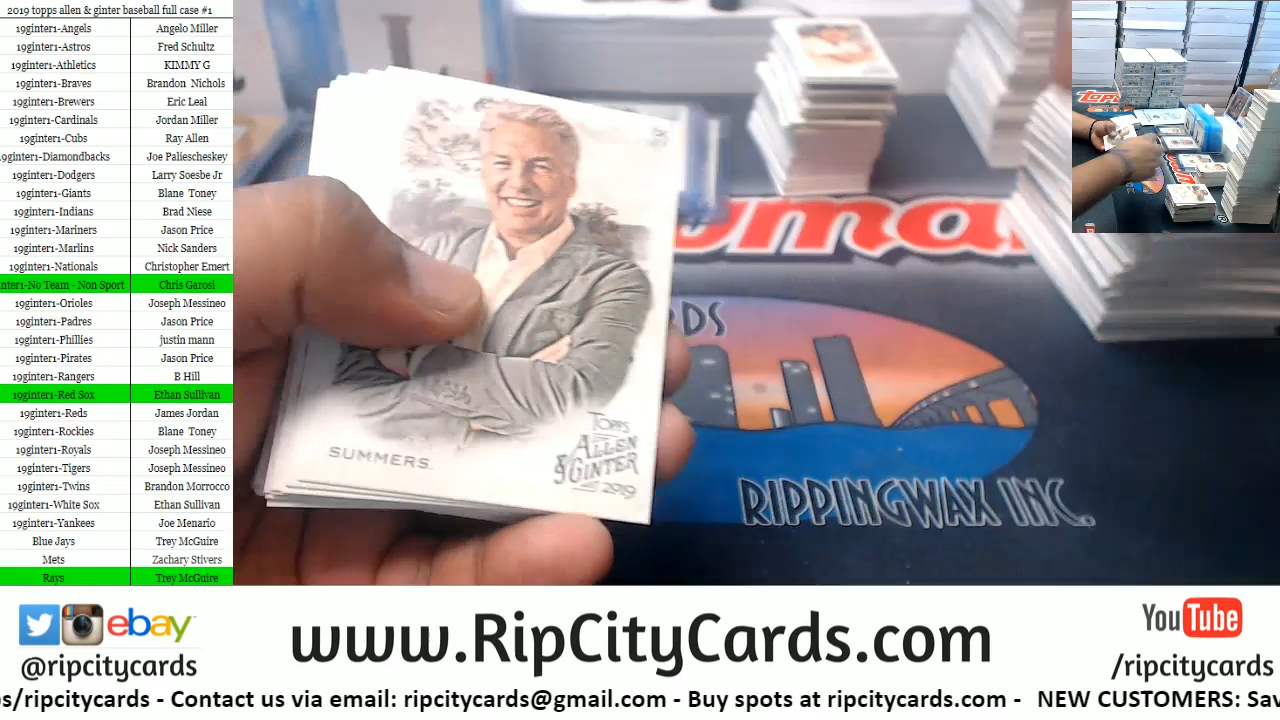 2019 topps allen & ginter baseball full case #1
19ginter1-Angels Angelo Miller
19ginter1-Astros Fred Schultz
19ginter1-Athletics KIMMY G
19ginter1-Braves Brandon Nichols
19ginter1-Brewers Eric Leal
19ginter1-Cardinals Jordan Miller
19ginter1-Cubs Ray Allen
9ginter1-Diamondbacks Joe Paliescheskey
19ginter1-Dodgers Larry Soesbe Jr
19ginter1-Giants Blane Toney
19ginter1-Indians Brad Niese
19ginter1-Mariners Jason Price
19ginter1-Marlins Nick Sanders
19ginter1-Nationals Christopher Emert
nter1-No Team - Non Sport Chris Garosi
19ginter1-Orioles Joseph Messineo
19ginter1-Padres Jason Price
19ginter1-Phillies justin mann
19ginter1-Pirates Jason Price
19ginter1-Rangers B Hill
19ginter1-Red Sox Ethan Sullivan
19ginter1-Reds James Jordan
19ginter1-Rockies Blane Toney
19ginter1-Royals Joseph Messineo
19ginter1-Tigers Joseph Messineo
19ginter1-Twins Brandon Morrocco
19ginter1-White Sox Ethan Sullivan
19ginter1-Yankees Joe Menario
Blue Jays Trey McGuire
Mets Zachary Stivers
Rays Trey McGuire
SUMMERS
TOPPS
ALLEN
& GINTER
2019
RDS
RIPPINGWAX INC.
ebay
@ripcitycards
www.RipCityCards.com
YouTube
/ripcitycards
s/ripcitycards - Contact us via email: ripcitycards@gmail.com - Buy spots at ripcitycards.com - NEW CUSTOMERS: Sav